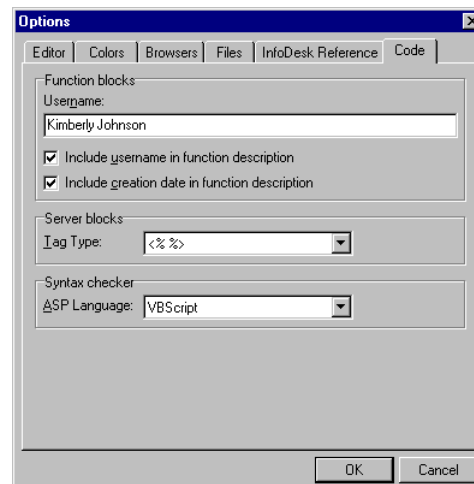 Options
Editor Colors Browsers Files InfoDesk Reference Code
Function blocks
Username:
Kimberly Johnson
Include username in function description
Include creation date in function description
Server blocks
Tag Type: <% %>
Syntax checker
ASP Language: VBScript
OK Cancel